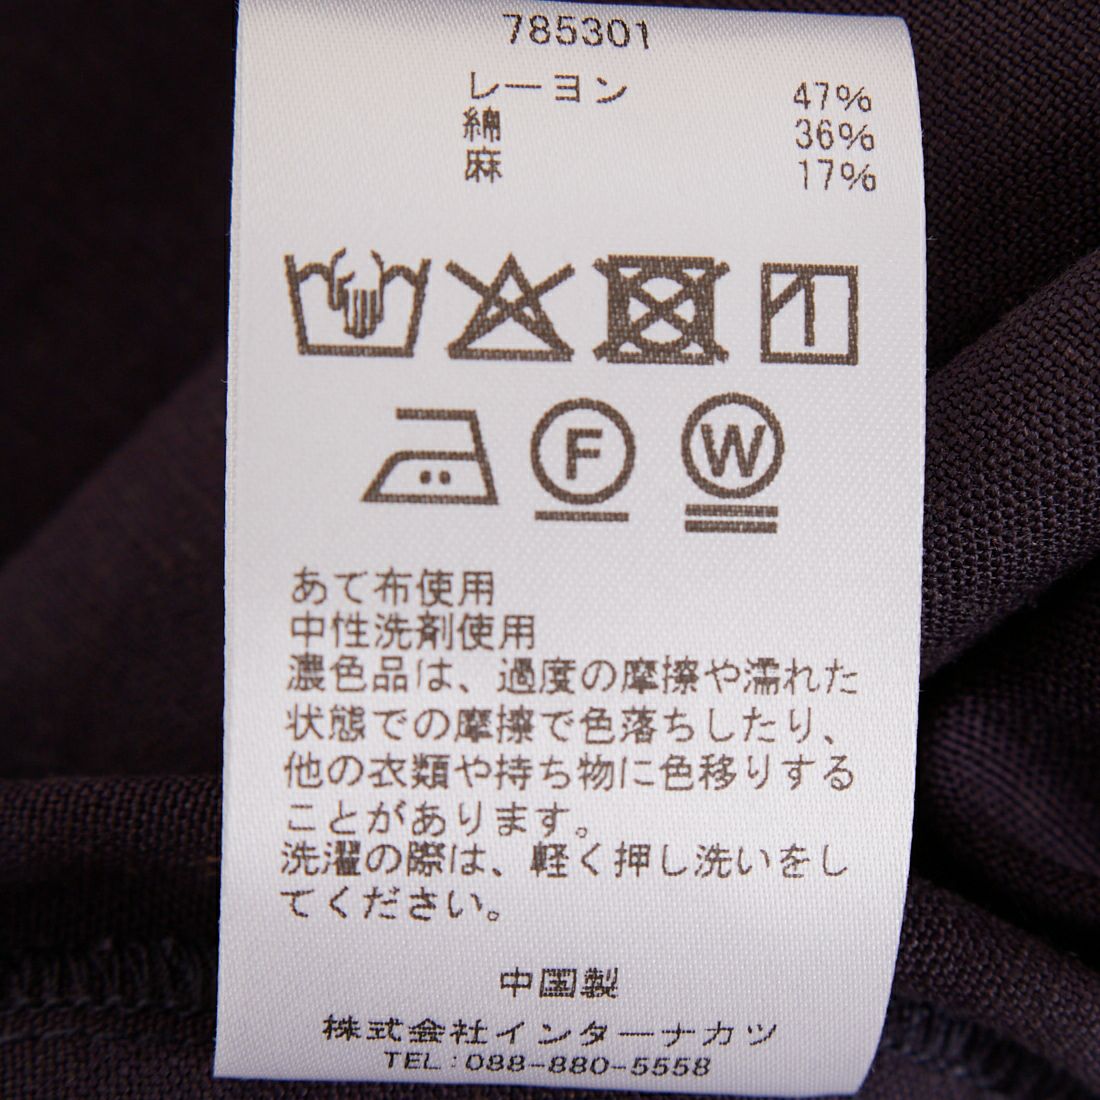 785301
レーヨン 47%
綿 36%
麻 17%
F W
あて布使用
中性洗剤使用
濃色品は、過度の摩擦や濡れた
状態での摩擦で色落ちしたり、
他の衣類や持ち物に色移りする
ことがあります。
洗濯の際は、軽く押し洗いをし
てください。
中国製
株式会社インターナカツ
TEL:088-880-5558